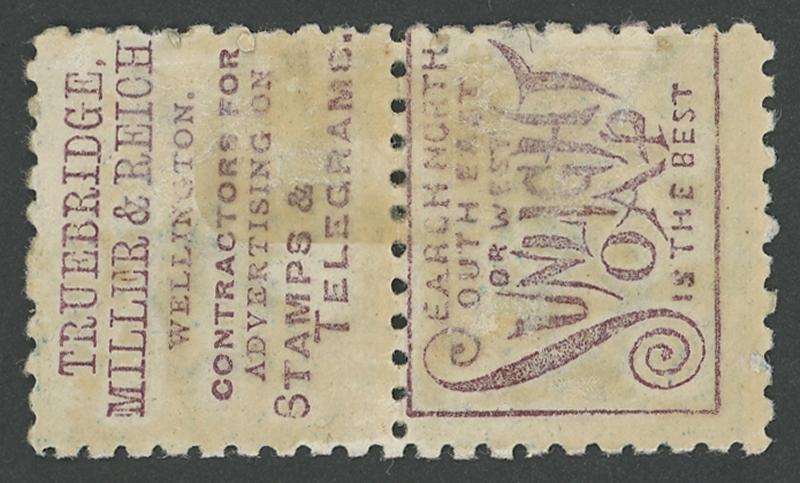 TRUEBRIDGE,
MILLER & REICH
WELLINGTON.
CONTRACTORS FOR
ADVERTISING ON
STAMPS &
TELEGRAMS.
SEARCH NORTH
SOUTH EAST
OR WEST
SUNLIGHT
SOAP
IS THE BEST